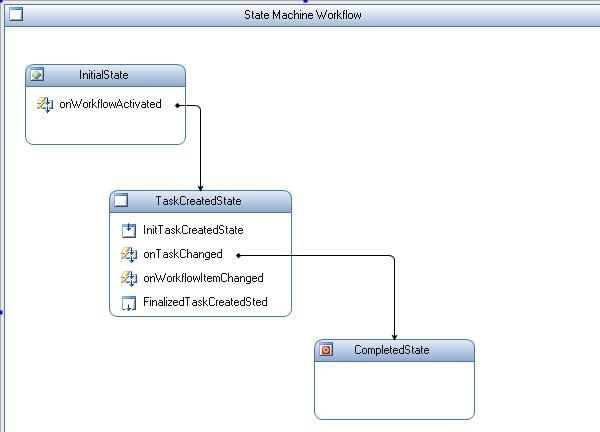 State Machine Workflow
InitialState
onWorkflowActivated
TaskCreatedState
InitTaskCreatedState
onTaskChanged
onWorkflowItemChanged
FinalizedTaskCreatedSted
CompletedState